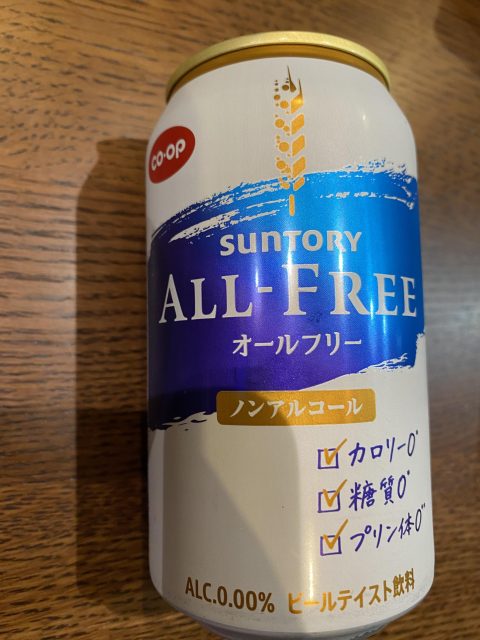 co·op
SUNTORY
ALL-FREE
オールフリー
ノンアルコール
カロリー0
糖質0
プリン体0
ALC.0.00% ビールテイスト飲料